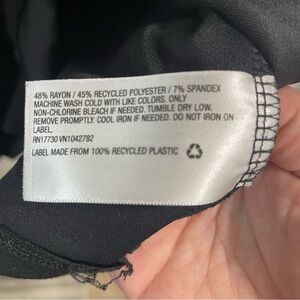 48% RAYON / 45% RECYCLED POLYESTER / 7% SPANDEX
MACHINE WASH COLD WITH LIKE COLORS. ONLY
NON-CHLORINE BLEACH IF NEEDED. TUMBLE DRY LOW.
REMOVE PROMPTLY. COOL IRON IF NEEDED. DO NOT IRON ON
LABEL.
RN17730 VN1042782
LABEL MADE FROM 100% RECYCLED PLASTIC